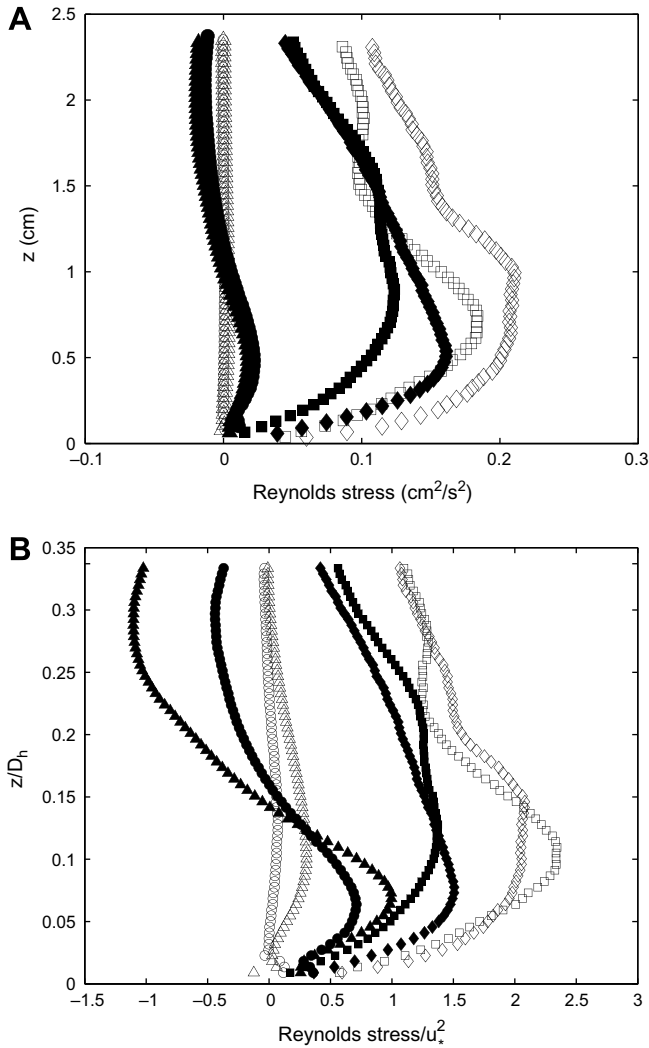 A
2.5
2
1.5
1
0.5
0
z (cm)
–0.1 0 0.1 0.2 0.3
Reynolds stress (cm²/s²)
B
0.35
0.3
0.25
0.2
0.15
0.1
0.05
0
z/Dₕ
–1.5 –1 –0.5 0 0.5 1 1.5 2 2.5 3
Reynolds stress/u²*